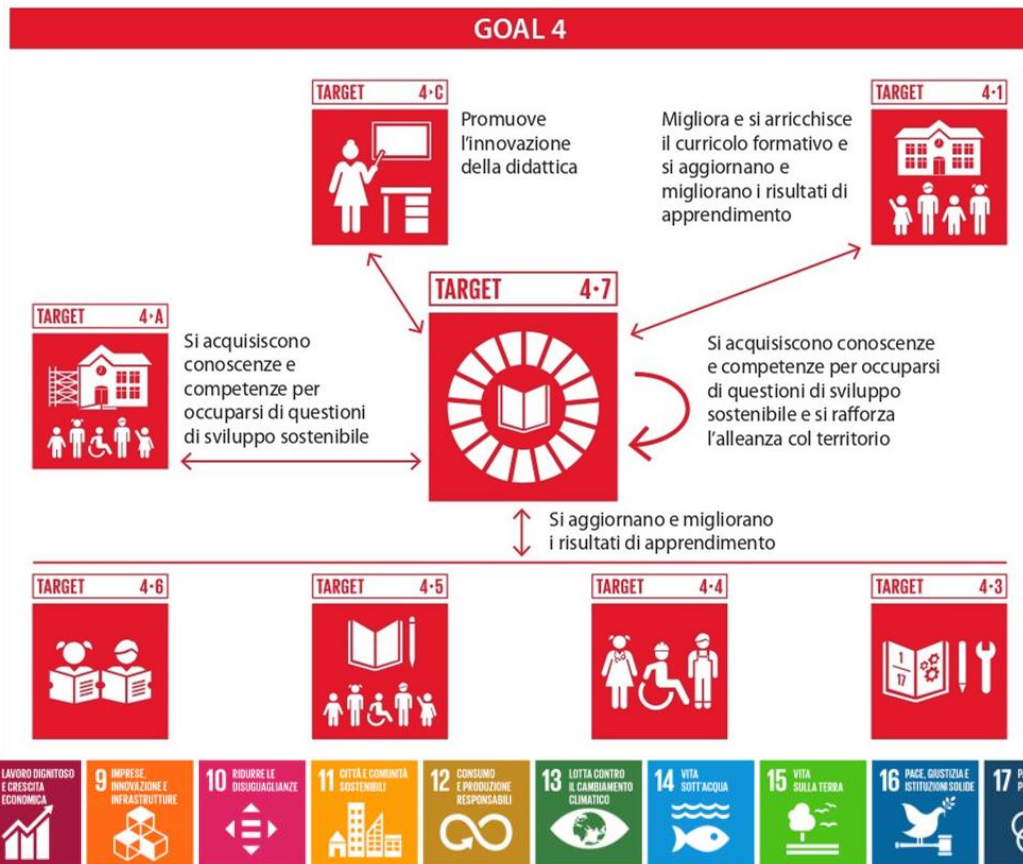 GOAL 4
TARGET 4·C
Promuove
l'innovazione
della didattica
Migliora e si arricchisce
il curricolo formativo e
si aggiornano e
migliorano i risultati di
apprendimento
TARGET 4·1
TARGET 4·7
TARGET 4·A
Si acquisiscono
conoscenze e
competenze per
occuparsi di questioni
di sviluppo sostenibile
Si acquisiscono conoscenze
e competenze per occuparsi
di questioni di sviluppo
sostenibile e si rafforza
l'alleanza col territorio
Si aggiornano e migliorano
i risultati di apprendimento
TARGET 4·6
TARGET 4·5
TARGET 4·4
TARGET 4·3
1
17
LAVORO DIGNITOSO
E CRESCITA
ECONOMICA
9 IMPRESE,
INNOVAZIONE E
INFRASTRUTTURE
10 RIDURRE LE
DISUGUAGLIANZE
11 CITTÀ E COMUNITÀ
SOSTENIBILI
12 CONSUMO
E PRODUZIONE
RESPONSABILI
13 LOTTA CONTRO
IL CAMBIAMENTO
CLIMATICO
14 VITA
SOTT'ACQUA
15 VITA
SULLA TERRA
16 PACE, GIUSTIZIA E
ISTITUZIONI SOLIDE
17